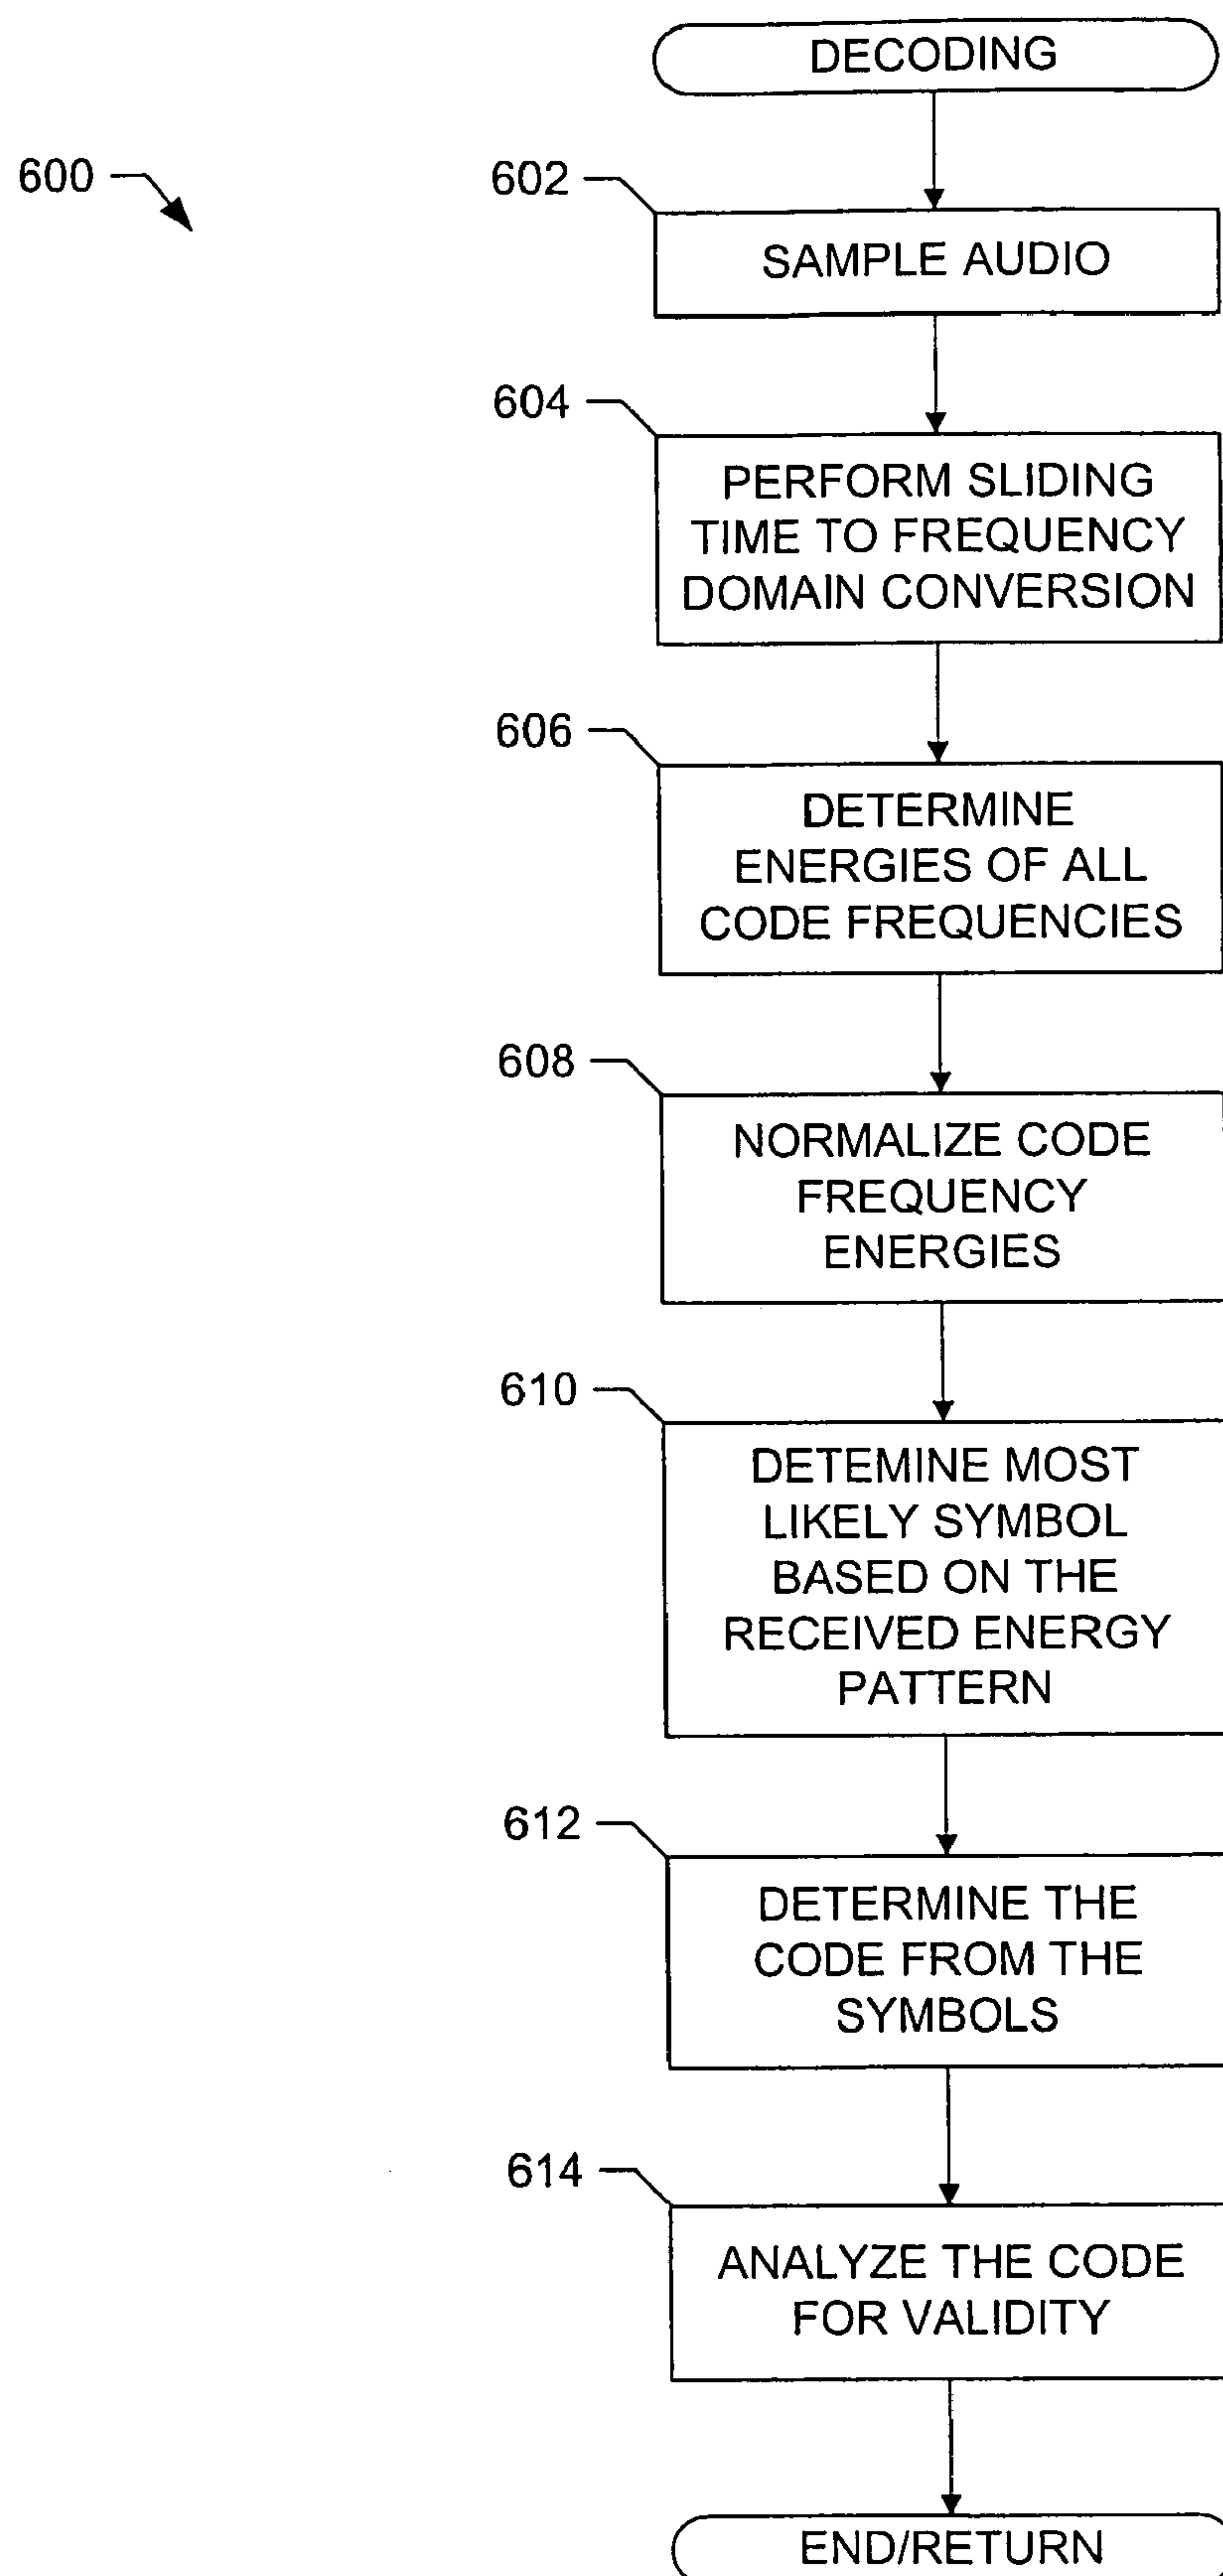 DECODING
600
602
SAMPLE AUDIO
604
PERFORM SLIDING
TIME TO FREQUENCY
DOMAIN CONVERSION
606
DETERMINE
ENERGIES OF ALL
CODE FREQUENCIES
608
NORMALIZE CODE
FREQUENCY
ENERGIES
610
DETEMINE MOST
LIKELY SYMBOL
BASED ON THE
RECEIVED ENERGY
PATTERN
612
DETERMINE THE
CODE FROM THE
SYMBOLS
614
ANALYZE THE CODE
FOR VALIDITY
END/RETURN